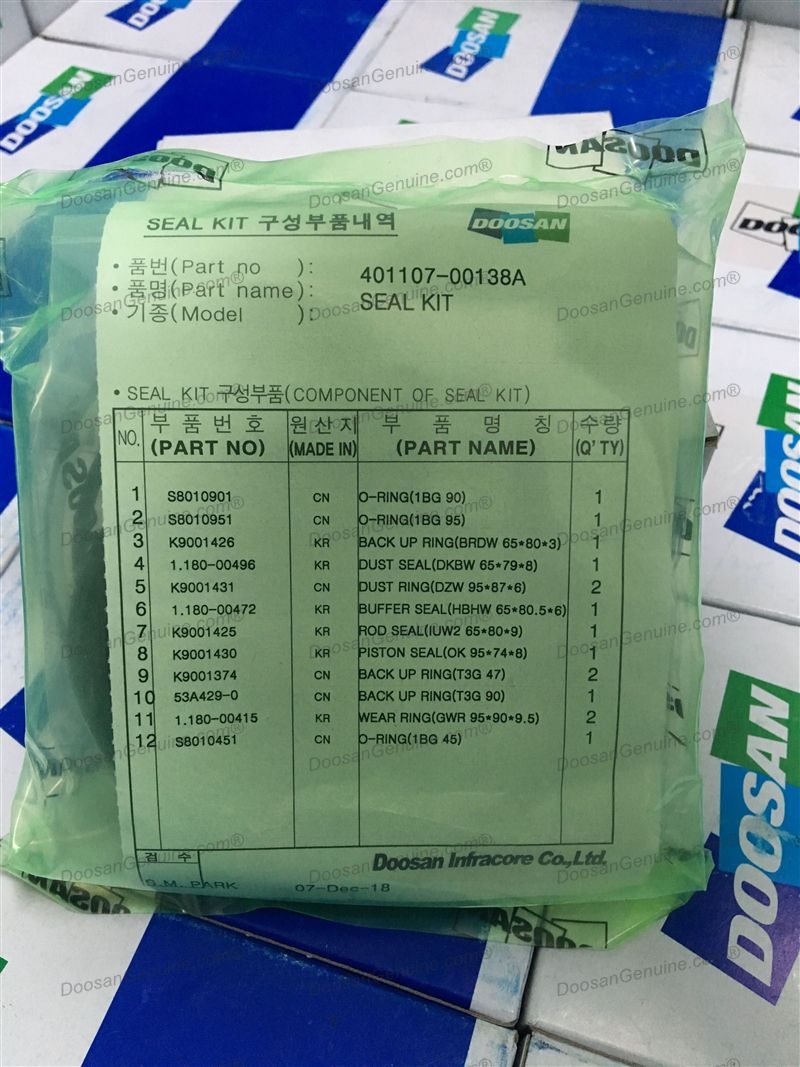 DOOSAN
DOOSAN
DoosanGenuine.com®
DOOSAN
DOOSAN
SEAL KIT 구성부품내역
DOOSAN
• 품번(Part no ): 401107-00138A
• 품명(Part name): SEAL KIT
• 기종(Model ):
• SEAL KIT 구성부품(COMPONENT OF SEAL KIT)
NO. 부품번호 (PART NO) 원산지 (MADE IN) 부품명칭 (PART NAME) 수량 (Q' TY)
1 S8010901 CN O-RING(1BG 90) 1
2 S8010951 CN O-RING(1BG 95) 1
3 K9001426 KR BACK UP RING(BRDW 65*80*3) 1
4 1.180-00496 KR DUST SEAL(DKBW 65*79*8) 1
5 K9001431 CN DUST RING(DZW 95*87*6) 2
6 1.180-00472 KR BUFFER SEAL(HBHW 65*80.5*6) 1
7 K9001425 KR ROD SEAL(IUW2 65*80*9) 1
8 K9001430 KR PISTON SEAL(OK 95*74*8) 1
9 K9001374 CN BACK UP RING(T3G 47) 2
10 53A429-0 CN BACK UP RING(T3G 90) 1
11 1.180-00415 KR WEAR RING(GWR 95*90*9.5) 2
12 S8010451 CN O-RING(1BG 45) 1
검 수
Doosan Infracore Co.,Ltd.
S.M. PARK 07-Dec-18
DOOSAN
DOOSAN